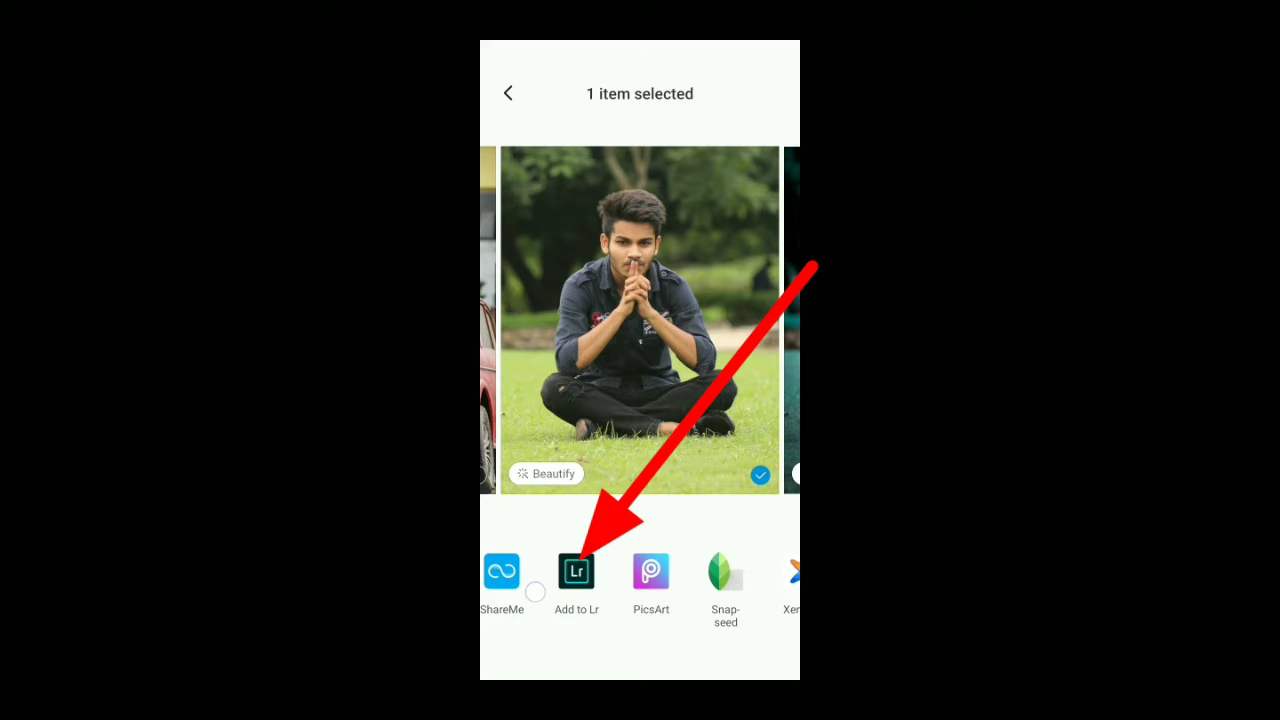 1 item selected
Beautify
ShareMe
Lr
Add to Lr
PicsArt
Snap-
seed